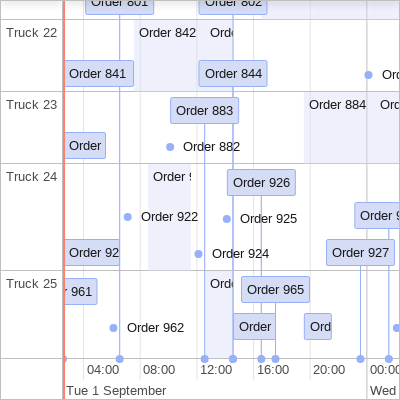 Order 801 Order 802
Truck 22 Order 842
Order 841 Order 844
Truck 23 Order 883 Order 884
Order Order 882
Truck 24 Order
Order 926
Order 922 Order 925
Order 924 Order 927
Truck 25 Order 965
961
Order 962 Order
04:00 08:00 12:00 16:00 20:00 00:00
Tue 1 September Wed